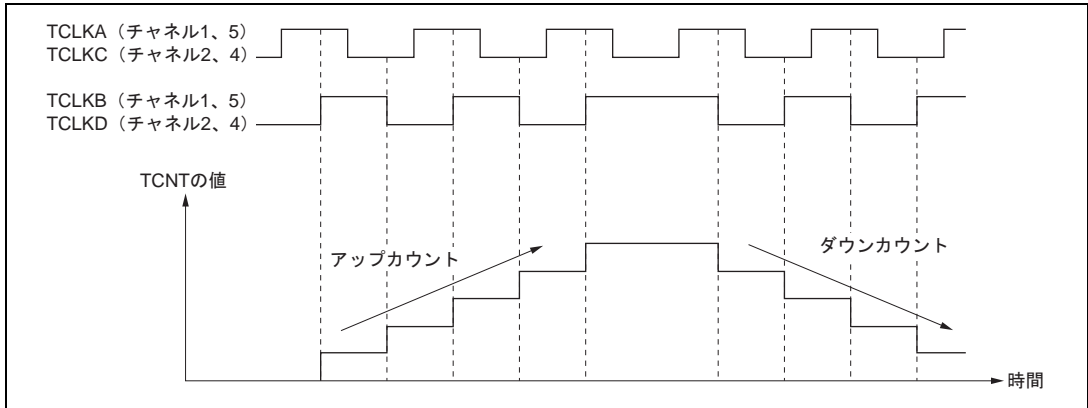 TCLKA（チャネル1、5）
TCLKC（チャネル2、4）
TCLKB（チャネル1、5）
TCLKD（チャネル2、4）
TCNTの値
アップカウント
ダウンカウント
時間